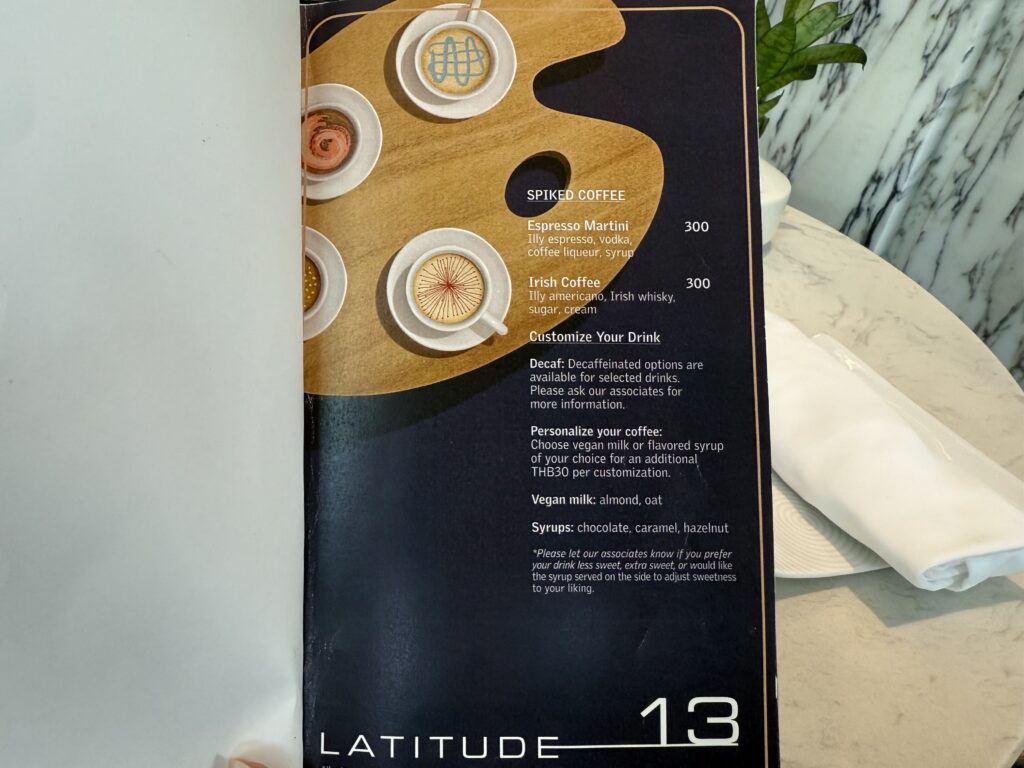 SPIKED COFFEE
Espresso Martini 300
Illy espresso, vodka,
coffee liqueur, syrup
Irish Coffee 300
Illy americano, Irish whisky,
sugar, cream
Customize Your Drink
Decaf: Decaffeinated options are
available for selected drinks.
Please ask our associates for
more information.
Personalize your coffee:
Choose vegan milk or flavored syrup
of your choice for an additional
THB30 per customization.
Vegan milk: almond, oat
Syrups: chocolate, caramel, hazelnut
*Please let our associates know if you prefer
your drink less sweet, extra sweet, or would like
the syrup served on the side to adjust sweetness
to your liking.
LATITUDE 13